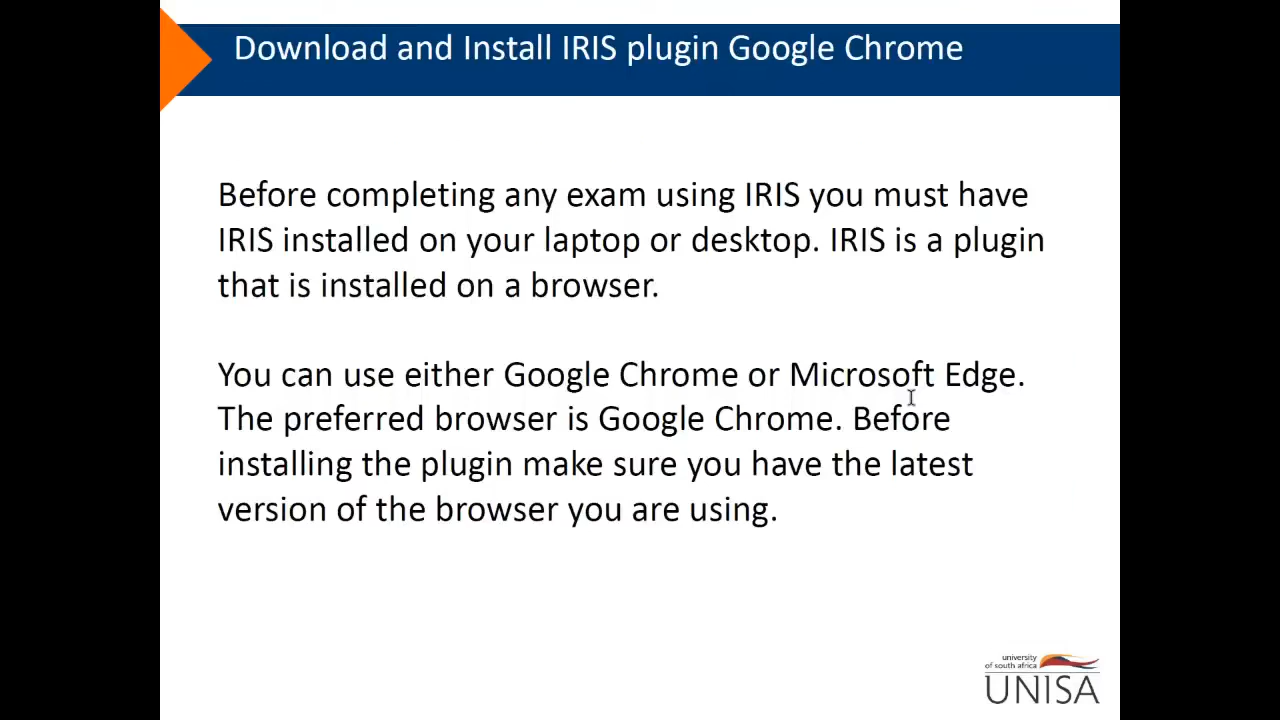 Download and Install IRIS plugin Google Chrome
Before completing any exam using IRIS you must have
IRIS installed on your laptop or desktop. IRIS is a plugin
that is installed on a browser.
You can use either Google Chrome or Microsoft Edge.
The preferred browser is Google Chrome. Before
installing the plugin make sure you have the latest
version of the browser you are using.
university
of south africa
UNISA